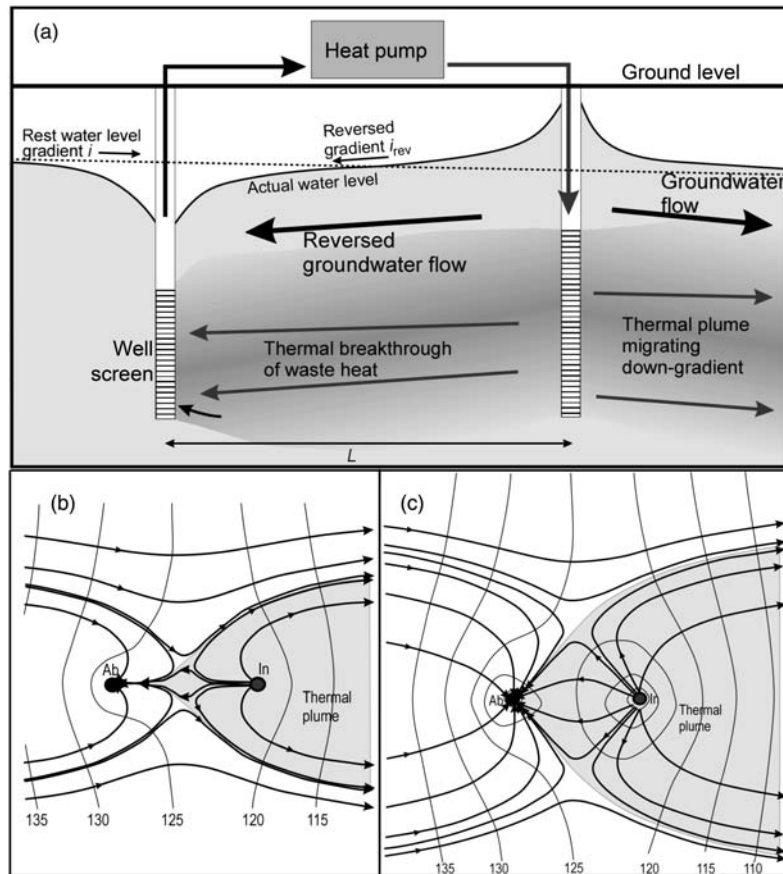 (a)
Heat pump
Ground level
Rest water level
gradient i
Reversed
gradient i_rev
Actual water level
Groundwater
flow
Reversed
groundwater flow
Well
screen
Thermal breakthrough
of waste heat
Thermal plume
migrating
down-gradient
L
(b)
Ab
In
Thermal
plume
135
130
125
120
115
(c)
Ab
In
Thermal
plume
135
130
125
120
115
110